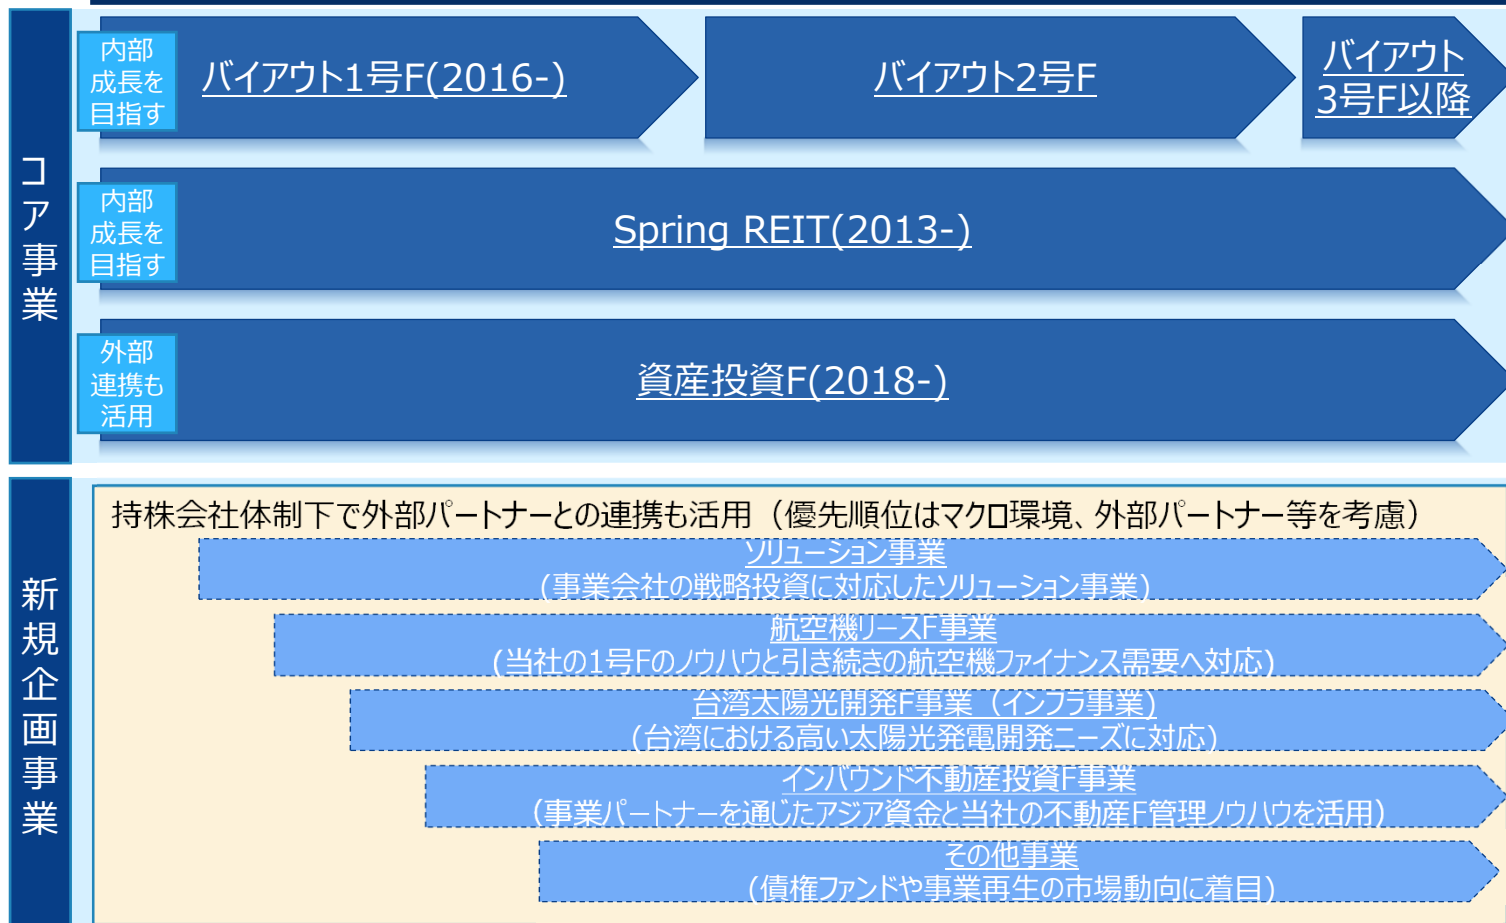 コア事業
内部
成長を
目指す
バイアウト1号F(2016-)
バイアウト2号F
バイアウト
3号F以降
内部
成長を
目指す
Spring REIT(2013-)
外部
連携も
活用
資産投資F(2018-)
新規企画事業
持株会社体制下で外部パートナーとの連携も活用（優先順位はマクロ環境、外部パートナー等を考慮）
ソリューション事業
(事業会社の戦略投資に対応したソリューション事業)
航空機リースF事業
(当社の1号Fのノウハウと引き続きの航空機ファイナンス需要へ対応)
台湾太陽光開発F事業（インフラ事業)
(台湾における高い太陽光発電開発ニーズに対応)
インバウンド不動産投資F事業
(事業パートナーを通じたアジア資金と当社の不動産F管理ノウハウを活用)
その他事業
(債権ファンドや事業再生の市場動向に着目)